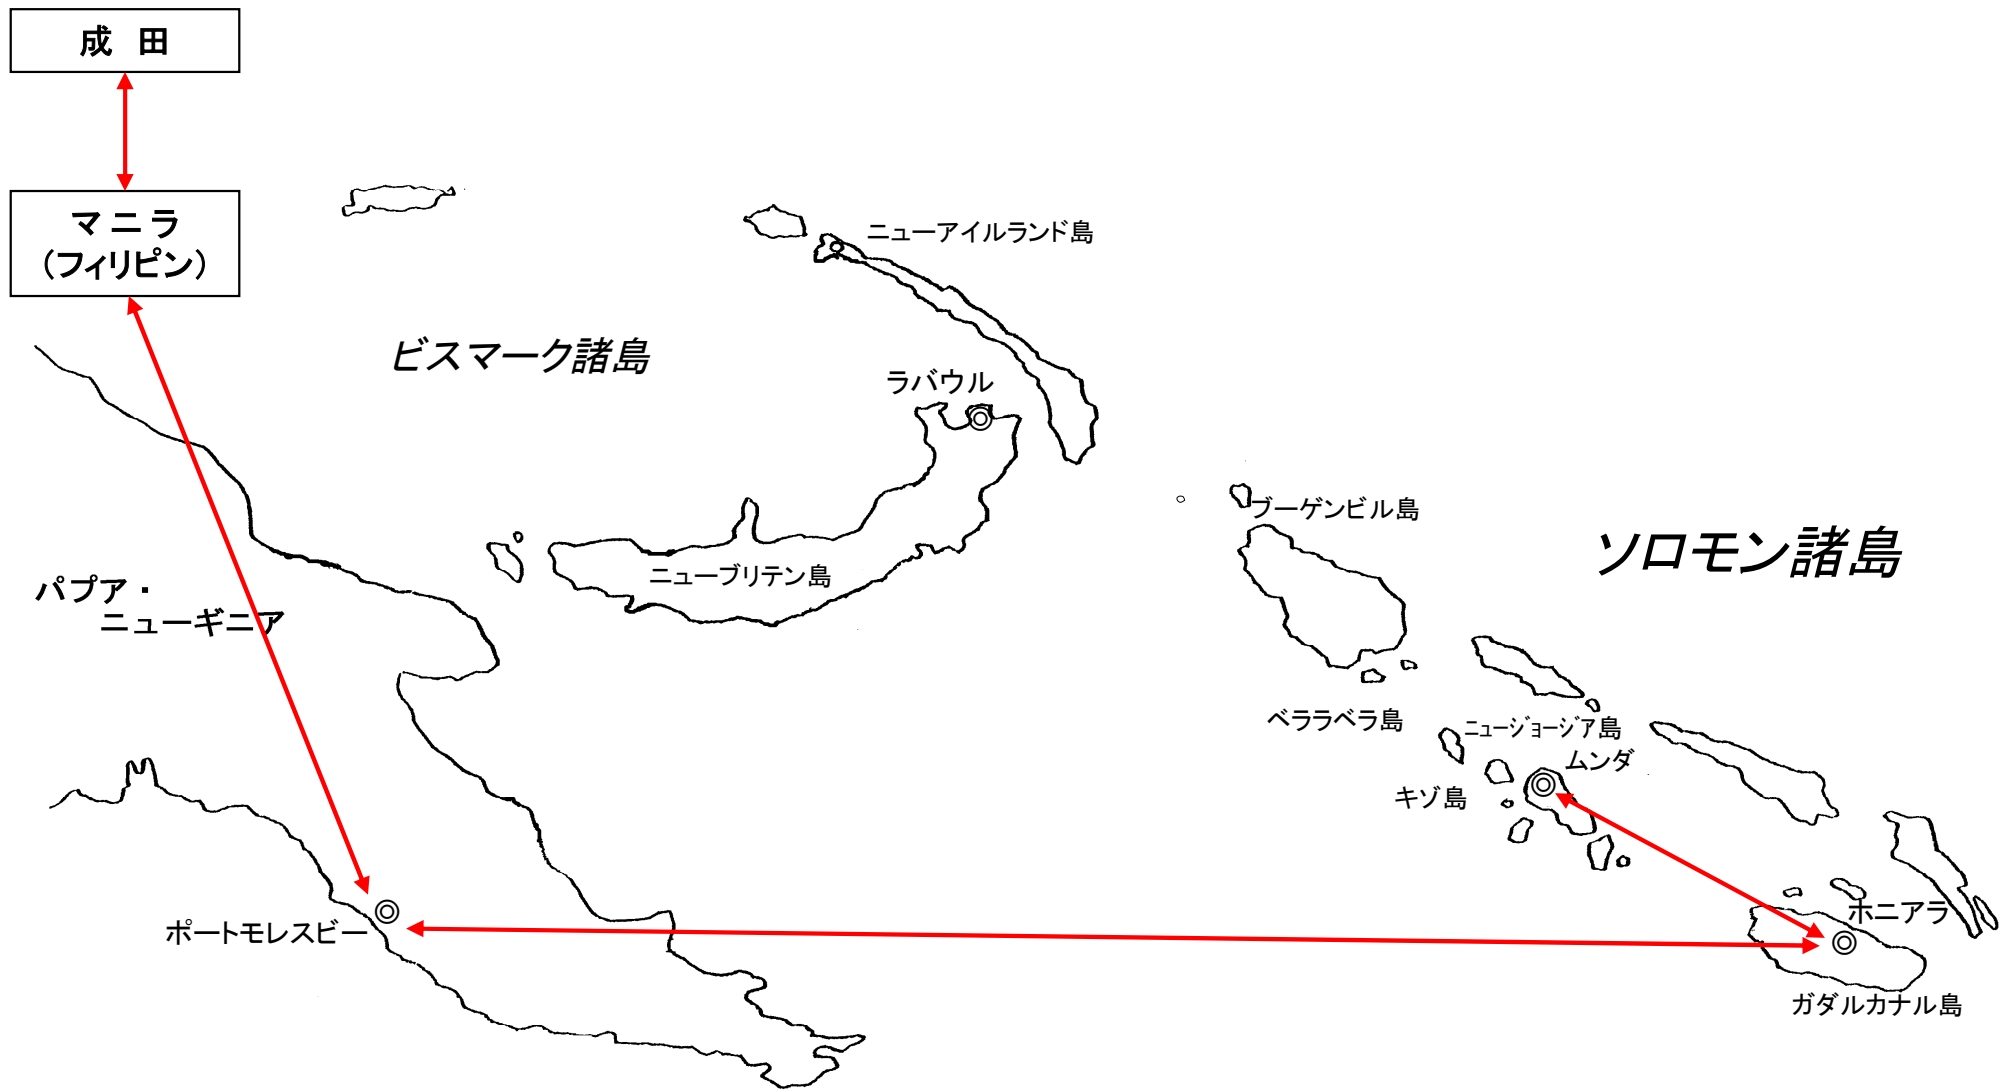 成 田
マニラ
（フィリピン）
ニューアイルランド島
ビスマーク諸島
ラバウル
ブーゲンビル島
ソロモン諸島
ニューブリテン島
パプア・
ニューギニア
ベララベラ島
ニュージョージア島
ムンダ
キゾ島
ホニアラ
ポートモレスビー
ガダルカナル島